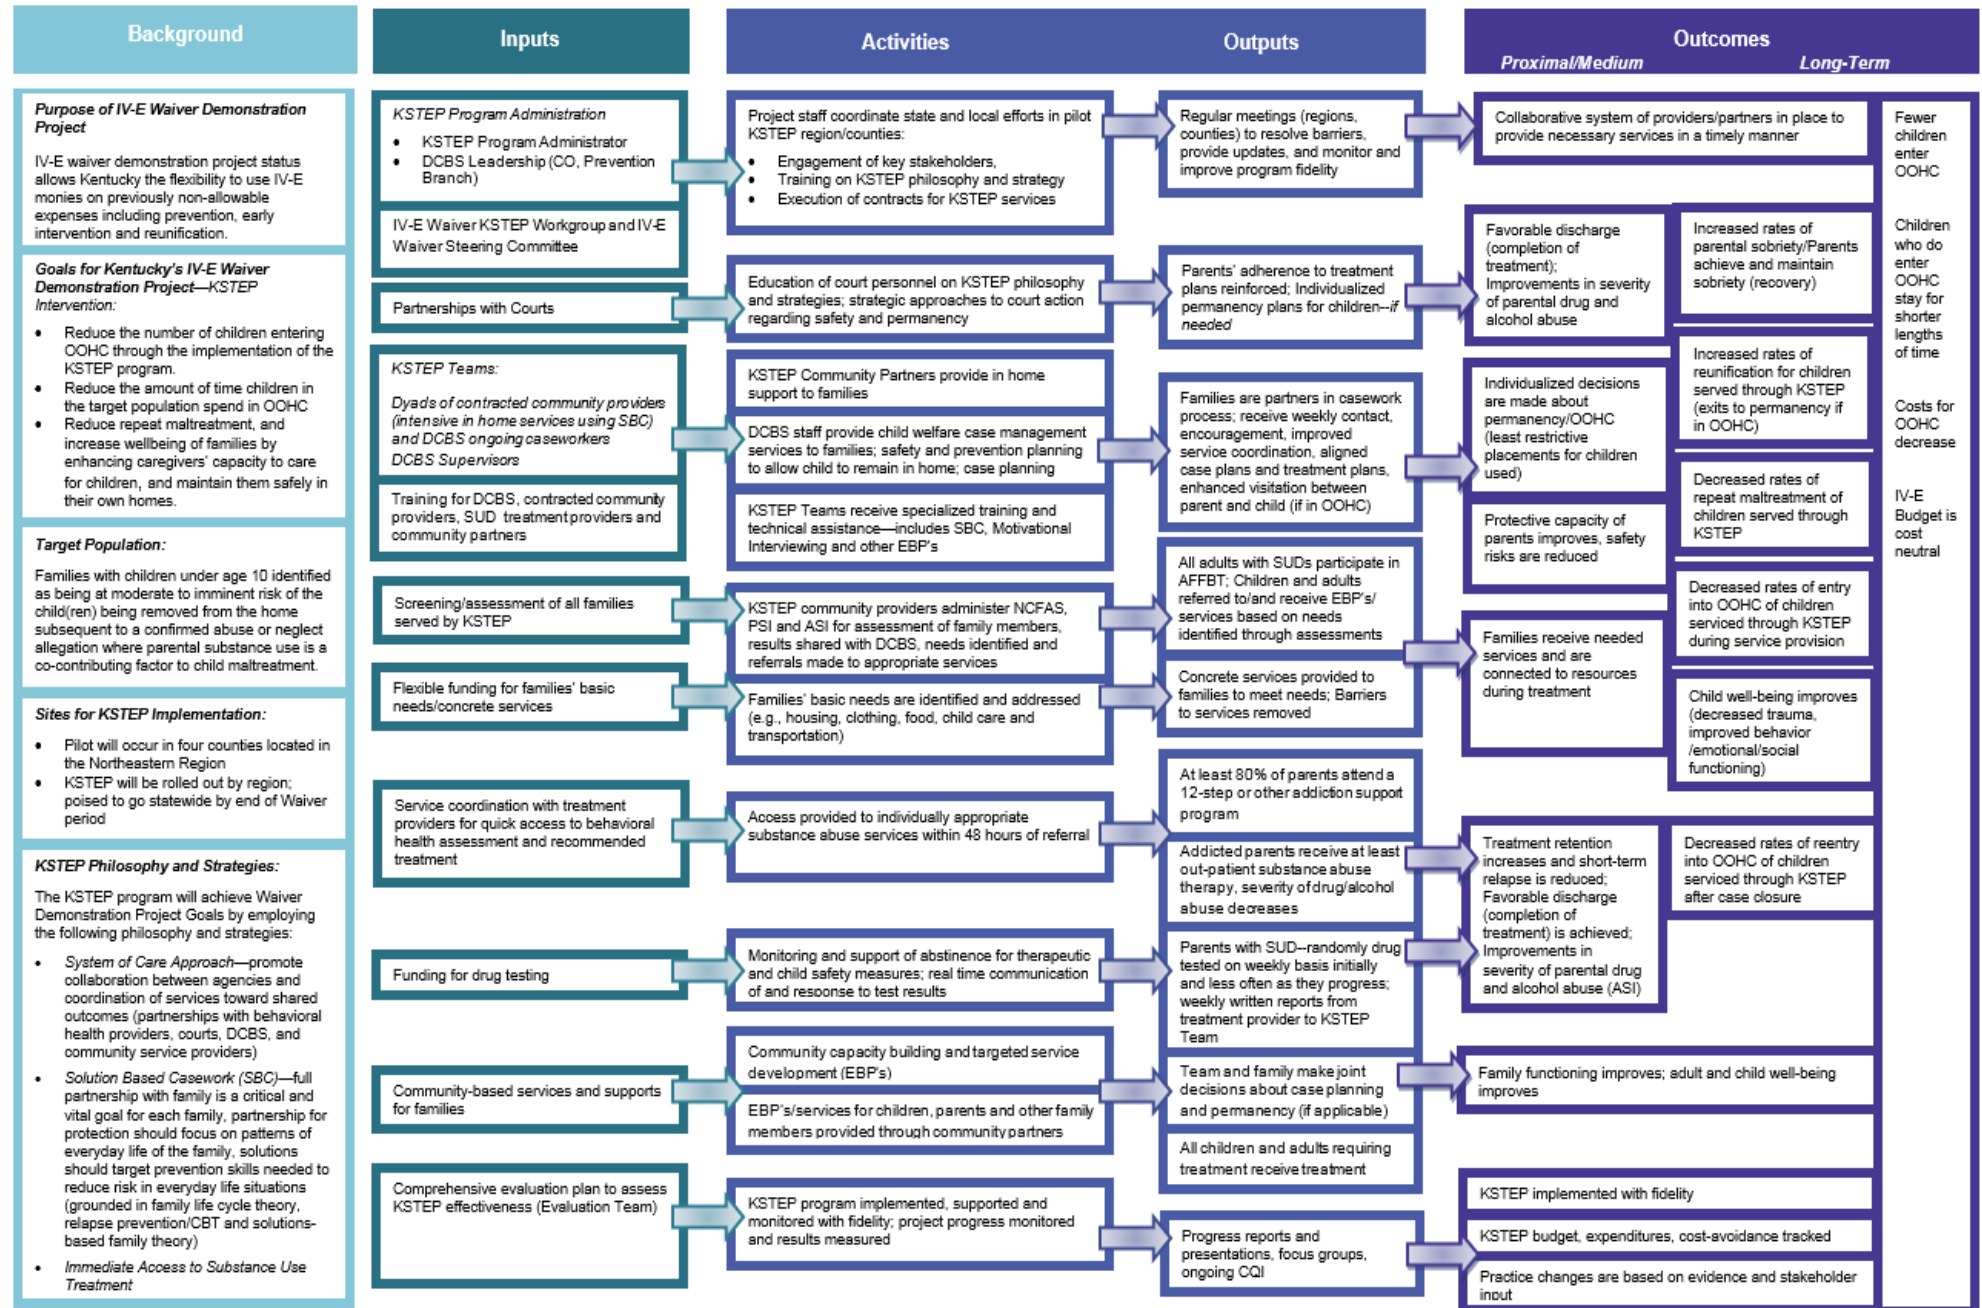 Background
Inputs
Activities
Outputs
Outcomes
Proximal/Medium
Long-Term
Purpose of IV-E Waiver Demonstration
Project
IV-E waiver demonstration project status
allows Kentucky the flexibility to use IV-E
monies on previously non-allowable
expenses including prevention, early
intervention and reunification.
Goals for Kentucky's IV-E Waiver
Demonstration Project—KSTEP
Intervention:
• Reduce the number of children entering
OOHC through the implementation of the
KSTEP program.
• Reduce the amount of time children in
the target population spend in OOHC
• Reduce repeat maltreatment, and
increase wellbeing of families by
enhancing caregivers' capacity to care
for children, and maintain them safely in
their own homes.
Target Population:
Families with children under age 10 identified
as being at moderate to imminent risk of the
child(ren) being removed from the home
subsequent to a confirmed abuse or neglect
allegation where parental substance use is a
co-contributing factor to child maltreatment.
Sites for KSTEP Implementation:
• Pilot will occur in four counties located in
the Northeastern Region
• KSTEP will be rolled out by region;
poised to go statewide by end of Waiver
period
KSTEP Philosophy and Strategies:
The KSTEP program will achieve Waiver
Demonstration Project Goals by employing
the following philosophy and strategies:
• System of Care Approach—promote
collaboration between agencies and
coordination of services toward shared
outcomes (partnerships with behavioral
health providers, courts, DCBS, and
community service providers)
• Solution Based Casework (SBC)—full
partnership with family is a critical and
vital goal for each family, partnership for
protection should focus on patterns of
everyday life of the family, solutions
should target prevention skills needed to
reduce risk in everyday life situations
(grounded in family life cycle theory,
relapse prevention/CBT and solutions-
based family theory)
• Immediate Access to Substance Use
Treatment
KSTEP Program Administration
• KSTEP Program Administrator
• DCBS Leadership (CO, Prevention
Branch)
IV-E Waiver KSTEP Workgroup and IV-E
Waiver Steering Committee
Partnerships with Courts
KSTEP Teams:
Dyads of contracted community providers
(intensive in home services using SBC)
and DCBS ongoing caseworkers
DCBS Supervisors
Training for DCBS, contracted community
providers, SUD treatment providers and
community partners
Screening/assessment of all families
served by KSTEP
Flexible funding for families' basic
needs/concrete services
Service coordination with treatment
providers for quick access to behavioral
health assessment and recommended
treatment
Funding for drug testing
Community-based services and supports
for families
Comprehensive evaluation plan to assess
KSTEP effectiveness (Evaluation Team)
Project staff coordinate state and local efforts in pilot
KSTEP region/counties:
• Engagement of key stakeholders,
• Training on KSTEP philosophy and strategy
• Execution of contracts for KSTEP services
Education of court personnel on KSTEP philosophy
and strategies; strategic approaches to court action
regarding safety and permanency
KSTEP Community Partners provide in home
support to families
DCBS staff provide child welfare case management
services to families; safety and prevention planning
to allow child to remain in home; case planning
KSTEP Teams receive specialized training and
technical assistance—includes SBC, Motivational
Interviewing and other EBP's
KSTEP community providers administer NCFAS,
PSI and ASI for assessment of family members,
results shared with DCBS, needs identified and
referrals made to appropriate services
Families' basic needs are identified and addressed
(e.g., housing, clothing, food, child care and
transportation)
Access provided to individually appropriate
substance abuse services within 48 hours of referral
Monitoring and support of abstinence for therapeutic
and child safety measures; real time communication
of and response to test results
Community capacity building and targeted service
development (EBP's)
EBP's/services for children, parents and other family
members provided through community partners
KSTEP program implemented, supported and
monitored with fidelity; project progress monitored
and results measured
Regular meetings (regions,
counties) to resolve barriers,
provide updates, and monitor and
improve program fidelity
Parents' adherence to treatment
plans reinforced; Individualized
permanency plans for children--if
needed
Families are partners in casework
process; receive weekly contact,
encouragement, improved
service coordination, aligned
case plans and treatment plans,
enhanced visitation between
parent and child (if in OOHC)
All adults with SUDs participate in
AFFBT; Children and adults
referred to/and receive EBP's/
services based on needs
identified through assessments
Concrete services provided to
families to meet needs; Barriers
to services removed
At least 80% of parents attend a
12-step or other addiction support
program
Addicted parents receive at least
out-patient substance abuse
therapy, severity of drug/alcohol
abuse decreases
Parents with SUD--randomly drug
tested on weekly basis initially
and less often as they progress;
weekly written reports from
treatment provider to KSTEP
Team
Team and family make joint
decisions about case planning
and permanency (if applicable)
All children and adults requiring
treatment receive treatment
Progress reports and
presentations, focus groups,
ongoing CQI
Collaborative system of providers/partners in place to
provide necessary services in a timely manner
Favorable discharge
(completion of
treatment);
Improvements in severity
of parental drug and
alcohol abuse
Individualized decisions
are made about
permanency/OOHC
(least restrictive
placements for children
used)
Protective capacity of
parents improves, safety
risks are reduced
Families receive needed
services and are
connected to resources
during treatment
Treatment retention
increases and short-term
relapse is reduced;
Favorable discharge
(completion of
treatment) is achieved;
Improvements in
severity of parental drug
and alcohol abuse (ASI)
Increased rates of
parental sobriety/Parents
achieve and maintain
sobriety (recovery)
Increased rates of
reunification for children
served through KSTEP
(exits to permanency if
in OOHC)
Decreased rates of
repeat maltreatment of
children served through
KSTEP
Decreased rates of entry
into OOHC of children
serviced through KSTEP
during service provision
Child well-being improves
(decreased trauma,
improved behavior
/emotional/social
functioning)
Decreased rates of reentry
into OOHC of children
serviced through KSTEP
after case closure
Family functioning improves; adult and child well-being
improves
KSTEP implemented with fidelity
KSTEP budget, expenditures, cost-avoidance tracked
Practice changes are based on evidence and stakeholder
input
Fewer
children
enter
OOHC
Children
who do
enter
OOHC
stay for
shorter
lengths
of time
Costs for
OOHC
decrease
IV-E
Budget is
cost
neutral